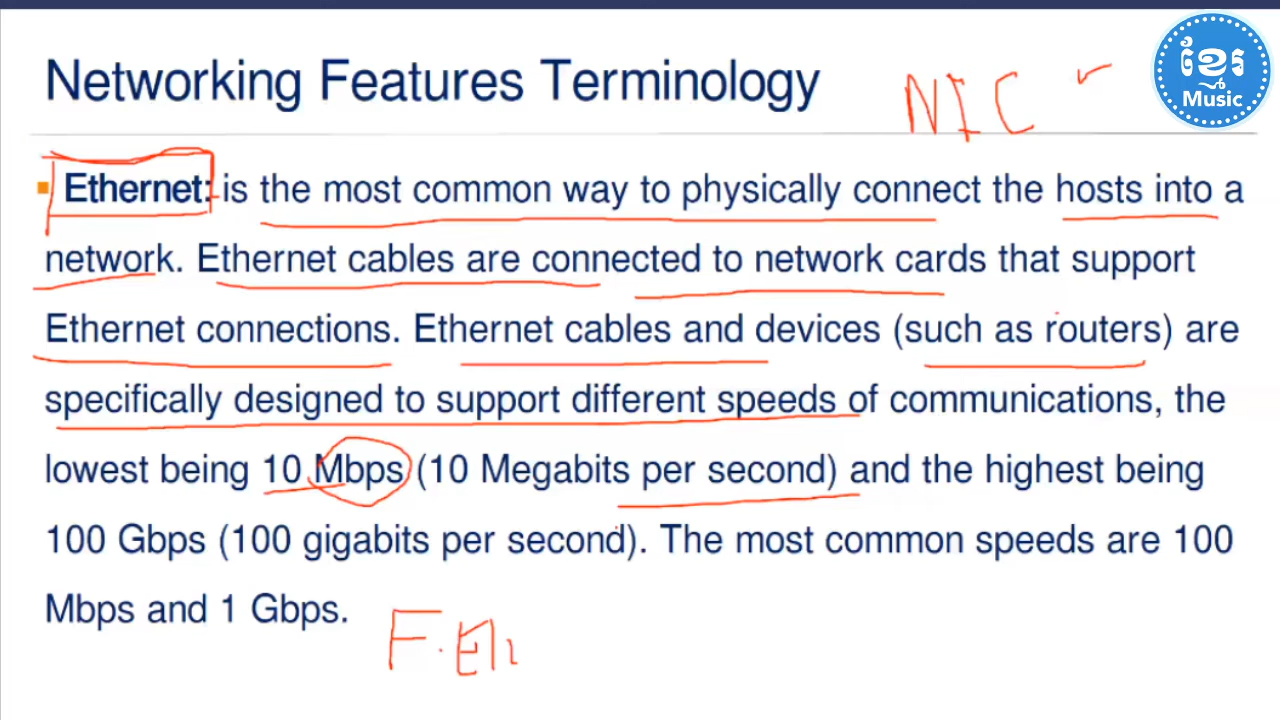 Networking Features Terminology
NIC
ខ្មែរ
Music
Ethernet: is the most common way to physically connect the hosts into a
network. Ethernet cables are connected to network cards that support
Ethernet connections. Ethernet cables and devices (such as routers) are
specifically designed to support different speeds of communications, the
lowest being 10 Mbps (10 Megabits per second) and the highest being
100 Gbps (100 gigabits per second). The most common speeds are 100
Mbps and 1 Gbps.